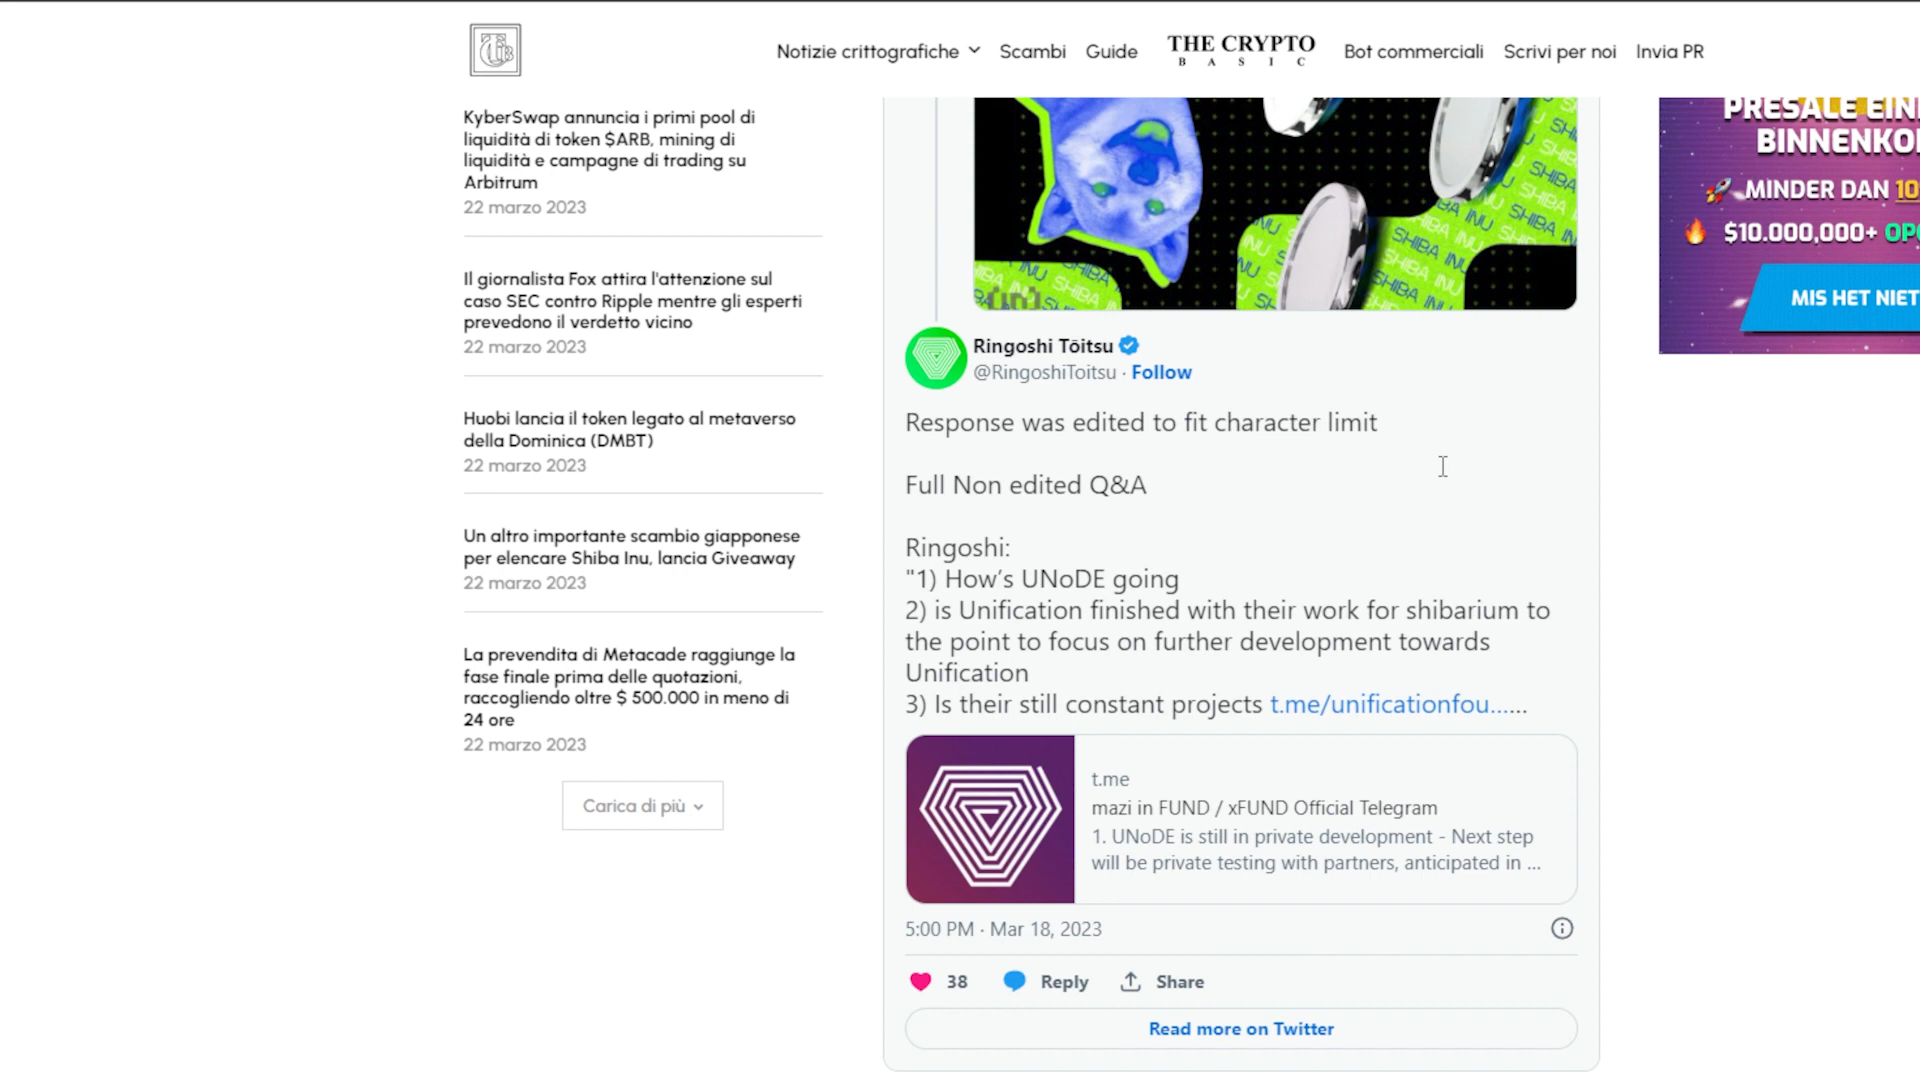 Notizie crittografiche
Scambi
Guide
THE CRYPTO
BASIC
Bot commerciali
Scrivi per noi
Invia PR
KyberSwap annuncia i primi pool di
liquidità di token $ARB, mining di
liquidità e campagne di trading su
Arbitrum
22 marzo 2023
Il giornalista Fox attira l'attenzione sul
caso SEC contro Ripple mentre gli esperti
prevedono il verdetto vicino
22 marzo 2023
Huobi lancia il token legato al metaverso
della Dominica (DMBT)
22 marzo 2023
Un altro importante scambio giapponese
per elencare Shiba Inu, lancia Giveaway
22 marzo 2023
La prevendita di Metacade raggiunge la
fase finale prima delle quotazioni,
raccogliendo oltre $ 500.000 in meno di
24 ore
22 marzo 2023
Carica di più
SHIBA INU
SHIBA INU
SHIBA INU
SHIBA INU
Ringoshi Tōitsu
@RingoshiToitsu · Follow
Response was edited to fit character limit
Full Non edited Q&A
Ringoshi:
"1) How’s UNoDE going
2) is Unification finished with their work for shibarium to
the point to focus on further development towards
Unification
3) Is their still constant projects t.me/unificationfou……
t.me
mazi in FUND / xFUND Official Telegram
1. UNoDE is still in private development - Next step
will be private testing with partners, anticipated in ...
5:00 PM · Mar 18, 2023
38
Reply
Share
Read more on Twitter
PRESALE EIN
BINNENKO
MINDER DAN 10
$10.000,000+ OP
MIS HET NIET